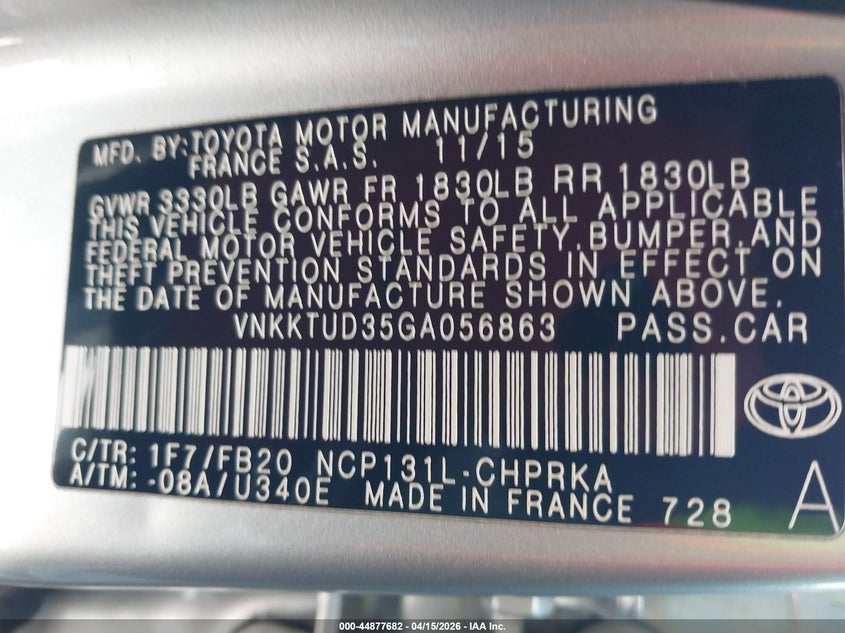 MFD. BY: TOYOTA MOTOR MANUFACTURING
FRANCE S.A.S. 11/15
GVWR 3330LB GAWR FR 1830LB RR 1830LB
THIS VEHICLE CONFORMS TO ALL APPLICABLE
FEDERAL MOTOR VEHICLE SAFETY, BUMPER, AND
THEFT PREVENTION STANDARDS IN EFFECT ON
THE DATE OF MANUFACTURE SHOWN ABOVE.
VNKKTUD35GA056863 PASS.CAR
C/TR: 1F7/FB20 NCP131L-CHPRKA
A/TM: -08A/U340E MADE IN FRANCE 728
A
000-44877682 - 04/15/2026 - IAA Inc.